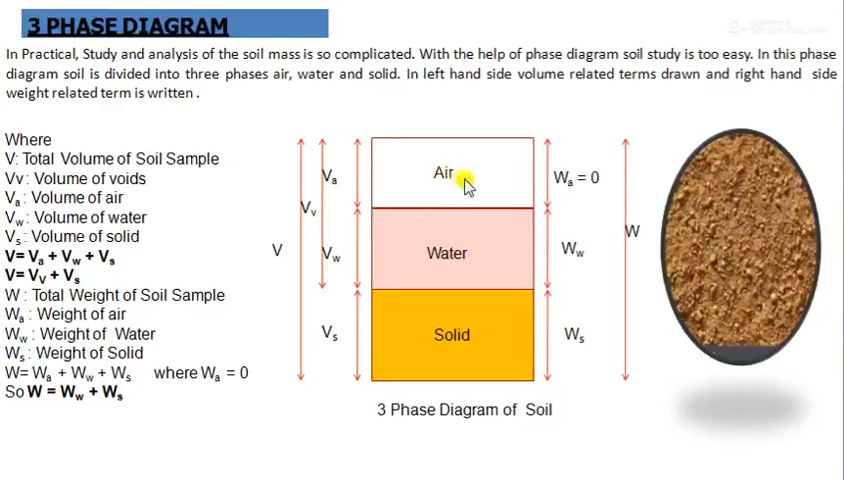 3 PHASE DIAGRAM
In Practical, Study and analysis of the soil mass is so complicated. With the help of phase diagram soil study is too easy. In this phase
diagram soil is divided into three phases air, water and solid. In left hand side volume related terms drawn and right hand side
weight related term is written .
Where
V: Total Volume of Soil Sample
Vv: Volume of voids
Va : Volume of air
Vw : Volume of water
Vs : Volume of solid
V= Va + Vw + Vs
V= Vv + Vs
W : Total Weight of Soil Sample
Wa : Weight of air
Ww : Weight of Water
Ws : Weight of Solid
W= Wa + Ww + Ws where Wa = 0
So W = Ww + Ws
V
Vv
Va
Vw
Vs
Air
Water
Solid
Wa = 0
Ww
Ws
W
3 Phase Diagram of Soil